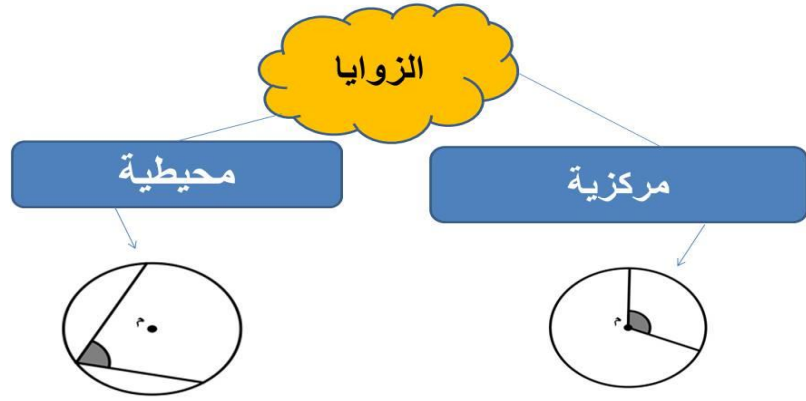 الزوايا
مركزية
محيطية
م
م